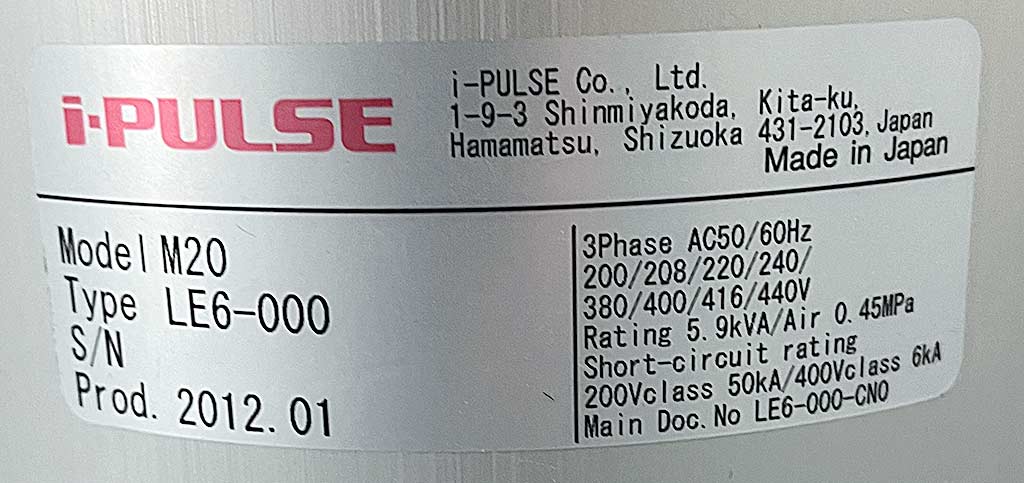 i-PULSE
i-PULSE Co., Ltd.
1-9-3 Shinmiyakoda, Kita-ku,
Hamamatsu, Shizuoka 431-2103, Japan
Made in Japan
Model M20
Type LE6-000
S/N
Prod. 2012.01
3Phase AC50/60Hz
200/208/220/240/
380/400/416/440V
Rating 5.9kVA/Air 0.45MPa
Short-circuit rating
200Vclass 50kA/400Vclass 6kA
Main Doc.No LE6-000-CN0